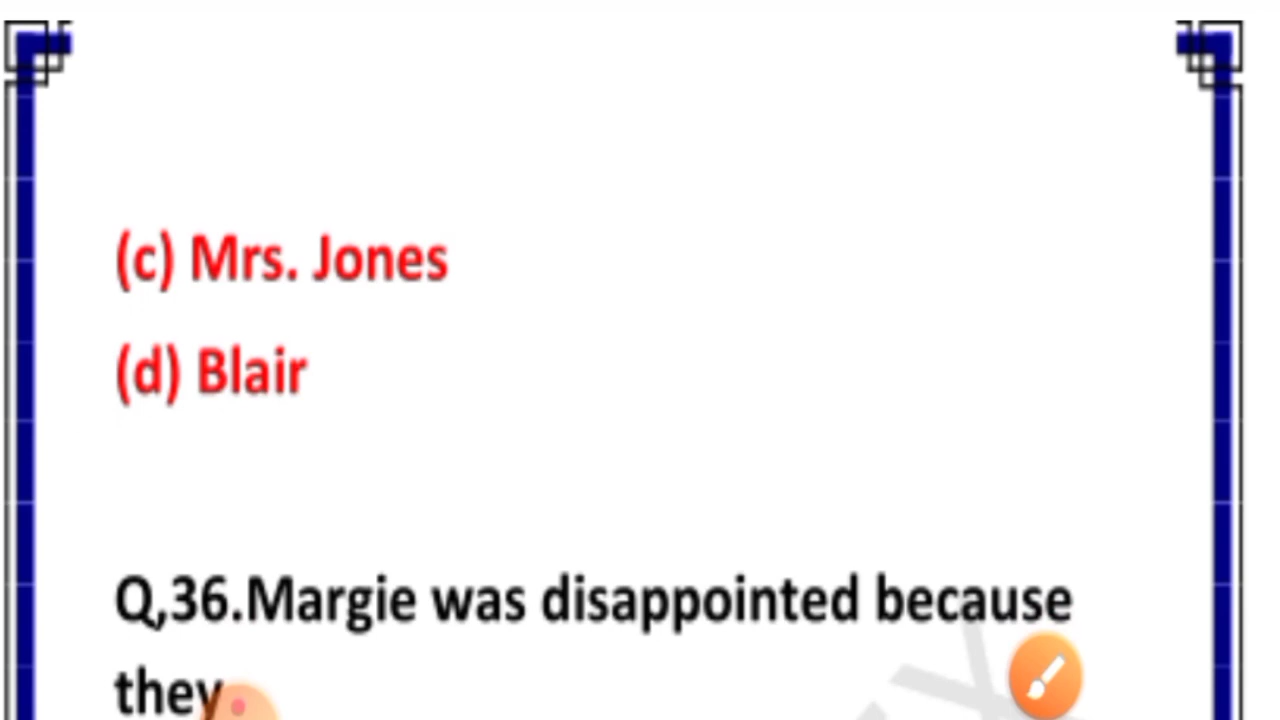 (c) Mrs. Jones
(d) Blair
Q,36.Margie was disappointed because
they